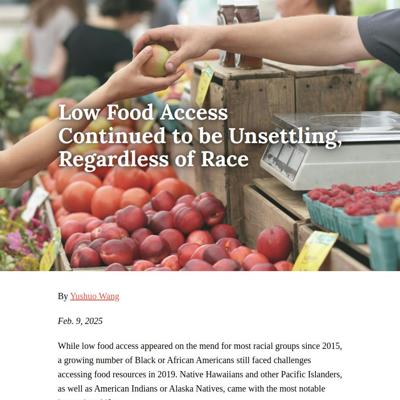 Low Food Access
Continued to be Unsettling,
Regardless of Race
By Yushuo Wang
Feb. 9, 2025
While low food access appeared on the mend for most racial groups since 2015,
a growing number of Black or African Americans still faced challenges
accessing food resources in 2019. Native Hawaiians and other Pacific Islanders,
as well as American Indians or Alaska Natives, came with the most notable